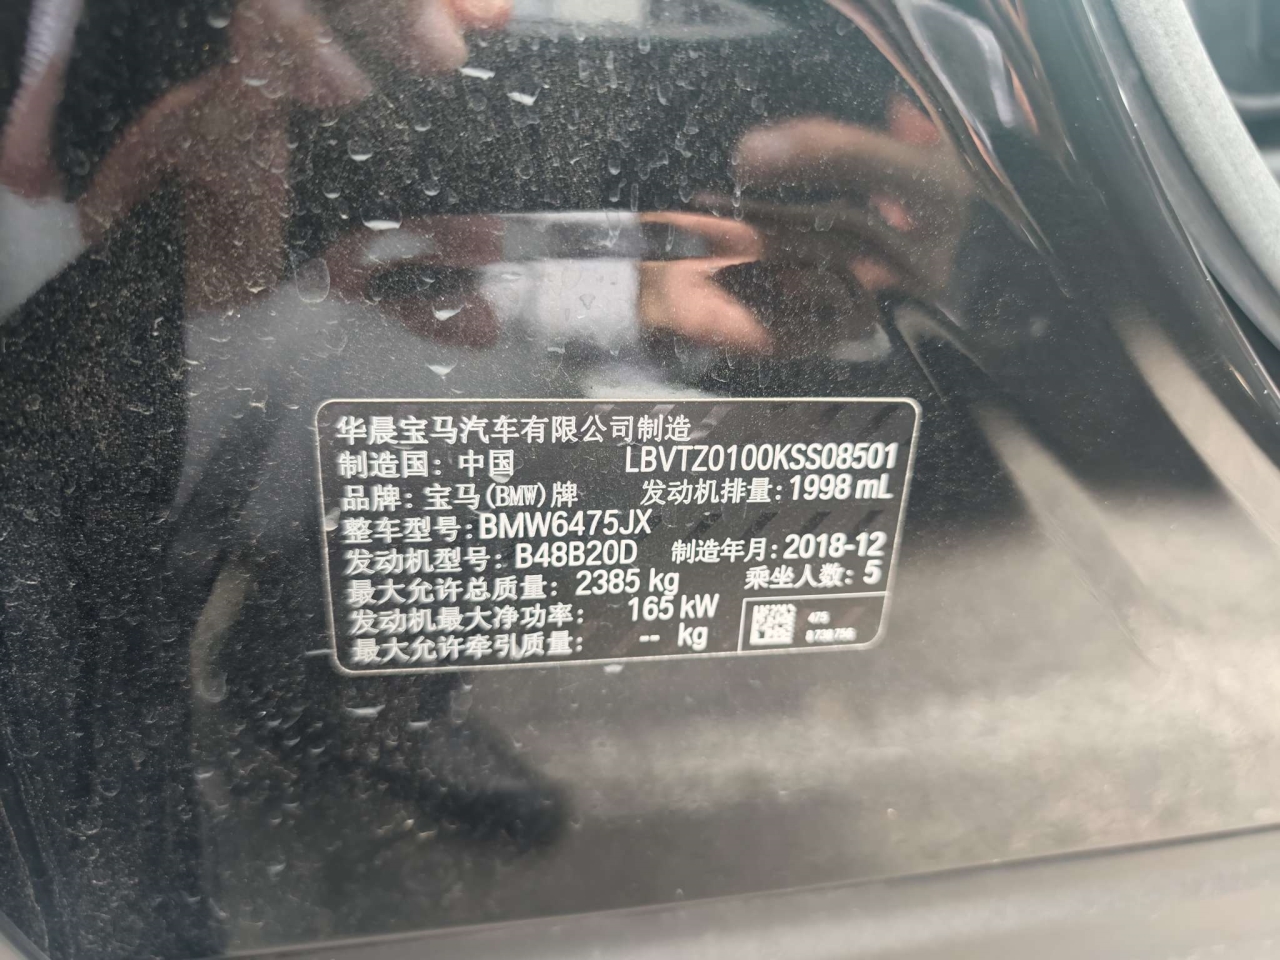 华晨宝马汽车有限公司制造
制造国：中国 LBVTZ0100KSS08501
品牌：宝马(BMW)牌 发动机排量：1998 mL
整车型号：BMW6475JX
发动机型号：B48B20D 制造年月：2018-12
最大允许总质量：2385 kg 乘坐人数：5
发动机最大净功率：165 kW
最大允许牵引质量：-- kg
475
8738756